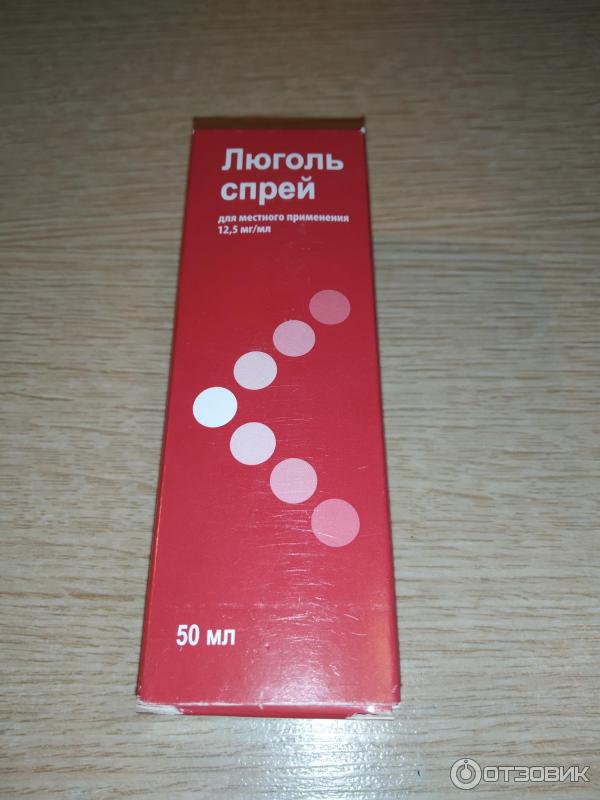 Люголь
спрей
для местного применения
12,5 мг/мл
50 мл
ОТЗОВИК